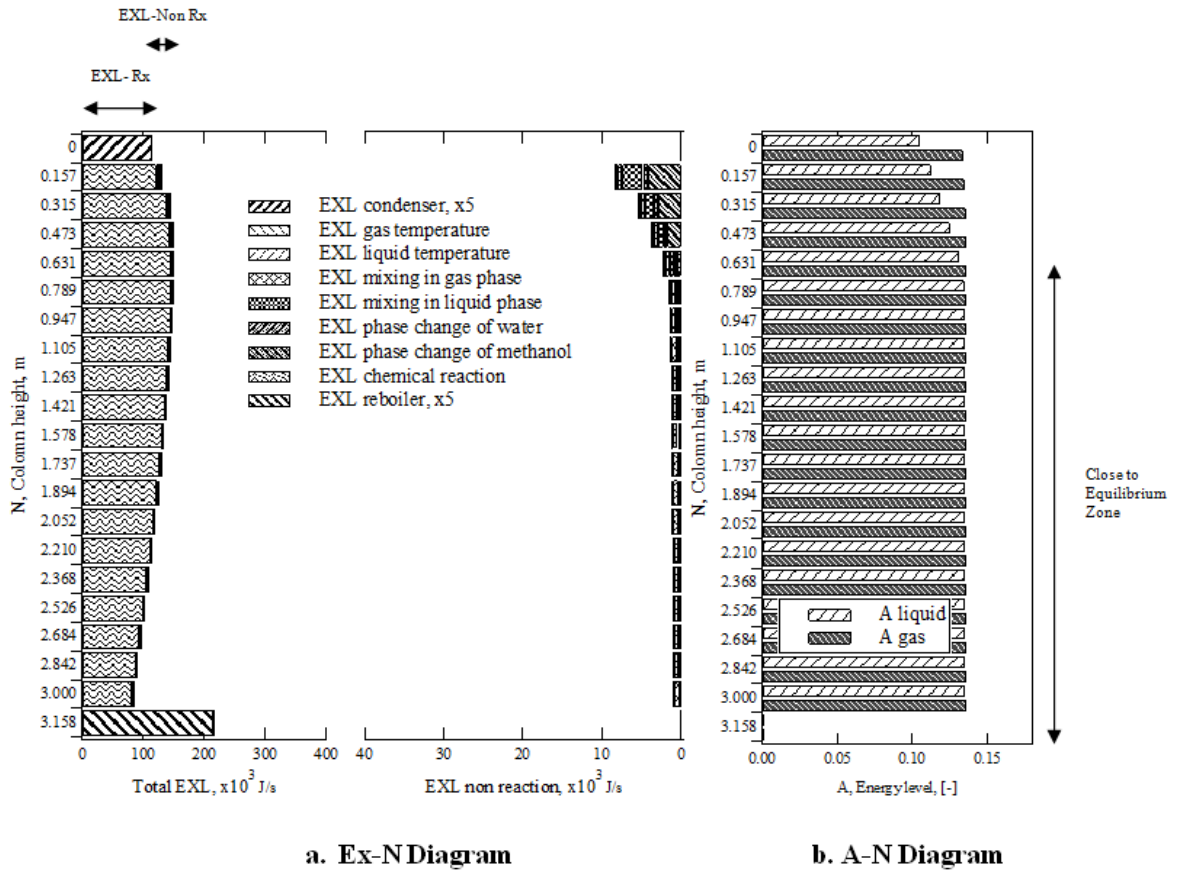 EXL-Non Rx
EXL- Rx
N, Colomn height, m
0
0.157
0.315
0.473
0.631
0.789
0.947
1.105
1.263
1.421
1.578
1.737
1.894
2.052
2.210
2.368
2.526
2.684
2.842
3.000
3.158
0 100 200 300 400
Total EXL, x10³ J/s
EXL condenser, x5
EXL gas temperature
EXL liquid temperature
EXL mixing in gas phase
EXL mixing in liquid phase
EXL phase change of water
EXL phase change of methanol
EXL chemical reaction
EXL reboiler, x5
40 10 0
EXL non reaction, x10³ J/s
N, Colomn height, m
0
0.157
0.315
0.473
0.631
0.789
0.947
1.105
1.263
1.421
1.578
1.737
1.894
2.052
2.210
2.368
2.526
2.684
2.842
3.000
3.158
A liquid
A gas
0.00 0.05 0.10 0.15
A, Energy level, [-]
Close to
Equilibrium
Zone
a. Ex-N Diagram
b. A-N Diagram